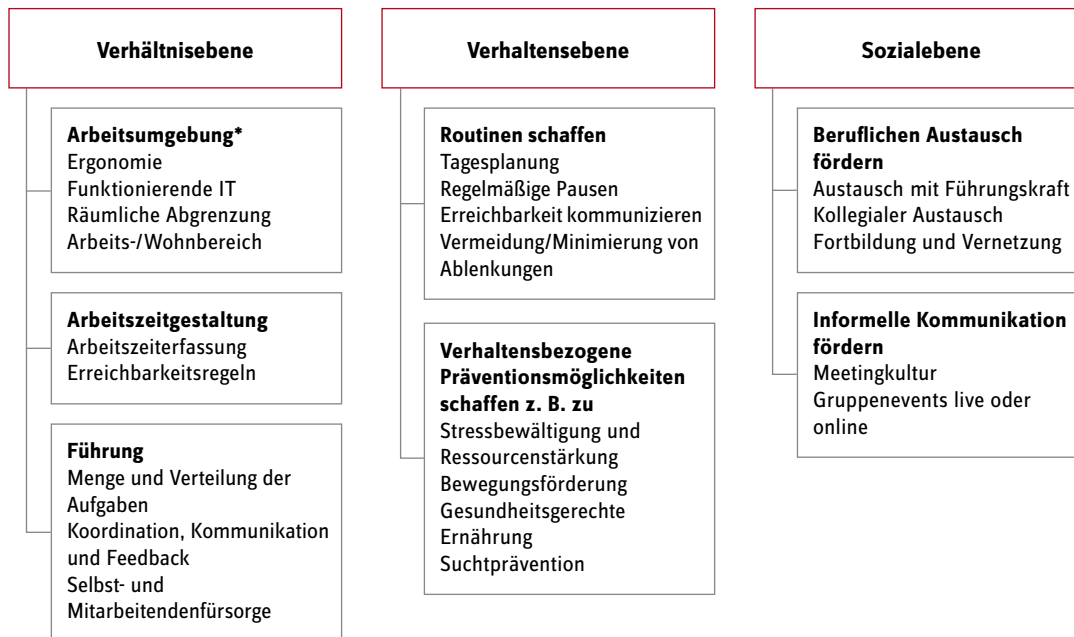 Verhältnisebene
Arbeitsumgebung*
Ergonomie
Funktionierende IT
Räumliche Abgrenzung
Arbeits-/Wohnbereich
Arbeitszeitgestaltung
Arbeitszeiterfassung
Erreichbarkeitsregeln
Führung
Menge und Verteilung der
Aufgaben
Koordination, Kommunikation
und Feedback
Selbst- und
Mitarbeitendenfürsorge
Verhaltensebene
Routinen schaffen
Tagesplanung
Regelmäßige Pausen
Erreichbarkeit kommunizieren
Vermeidung/Minimierung von
Ablenkungen
Verhaltensbezogene
Präventionsmöglichkeiten
schaffen z. B. zu
Stressbewältigung und
Ressourcenstärkung
Bewegungsförderung
Gesundheitsgerechte
Ernährung
Suchtprävention
Sozialebene
Beruflichen Austausch
fördern
Austausch mit Führungskraft
Kollegialer Austausch
Fortbildung und Vernetzung
Informelle Kommunikation
fördern
Meetingkultur
Gruppenevents live oder
online